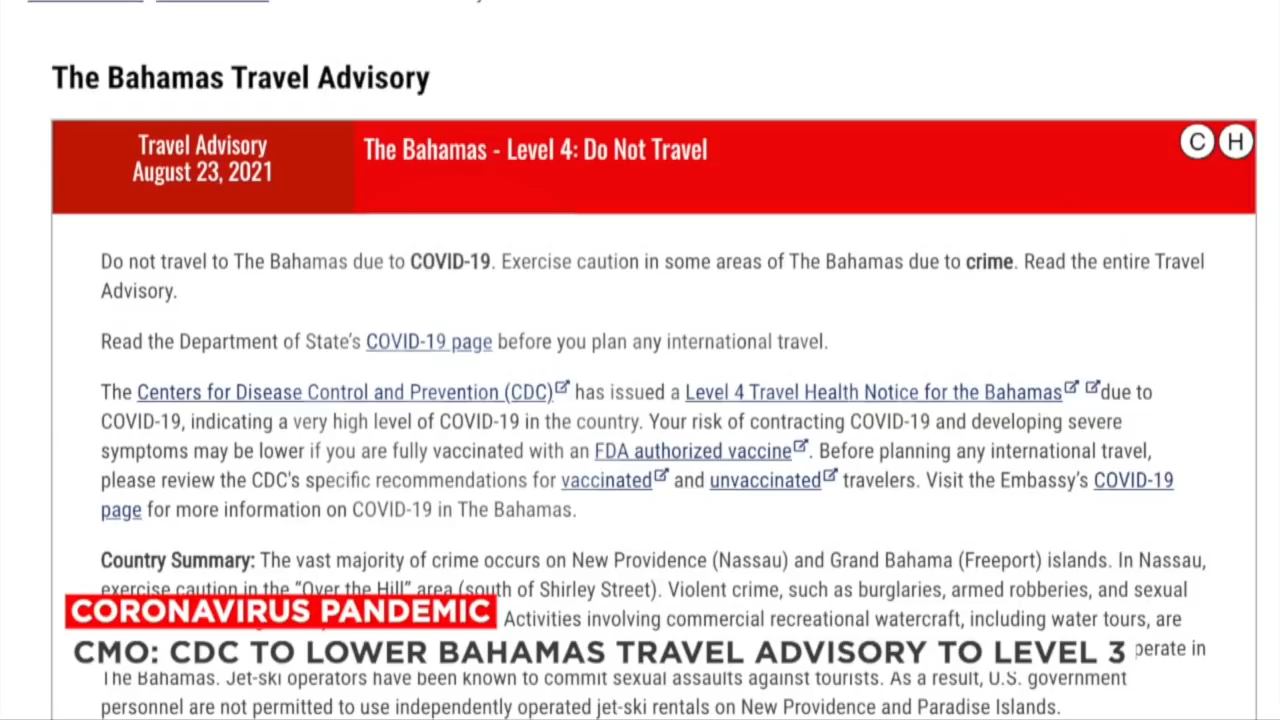 The Bahamas Travel Advisory
Travel Advisory
August 23, 2021
The Bahamas - Level 4: Do Not Travel
C H
Do not travel to The Bahamas due to COVID-19. Exercise caution in some areas of The Bahamas due to crime. Read the entire Travel
Advisory.
Read the Department of State's COVID-19 page before you plan any international travel.
The Centers for Disease Control and Prevention (CDC) has issued a Level 4 Travel Health Notice for the Bahamas due to
COVID-19, indicating a very high level of COVID-19 in the country. Your risk of contracting COVID-19 and developing severe
symptoms may be lower if you are fully vaccinated with an FDA authorized vaccine. Before planning any international travel,
please review the CDC's specific recommendations for vaccinated and unvaccinated travelers. Visit the Embassy's COVID-19
page for more information on COVID-19 in The Bahamas.
Country Summary: The vast majority of crime occurs on New Providence (Nassau) and Grand Bahama (Freeport) islands. In Nassau,
exercise caution in the “Over the Hill” area (south of Shirley Street). Violent crime, such as burglaries, armed robberies, and sexual
CORONAVIRUS PANDEMIC
Activities involving commercial recreational watercraft, including water tours, are
CMO: CDC TO LOWER BAHAMAS TRAVEL ADVISORY TO LEVEL 3
perate in
The Bahamas. Jet-ski operators have been known to commit sexual assaults against tourists. As a result, U.S. government
personnel are not permitted to use independently operated jet-ski rentals on New Providence and Paradise Islands.